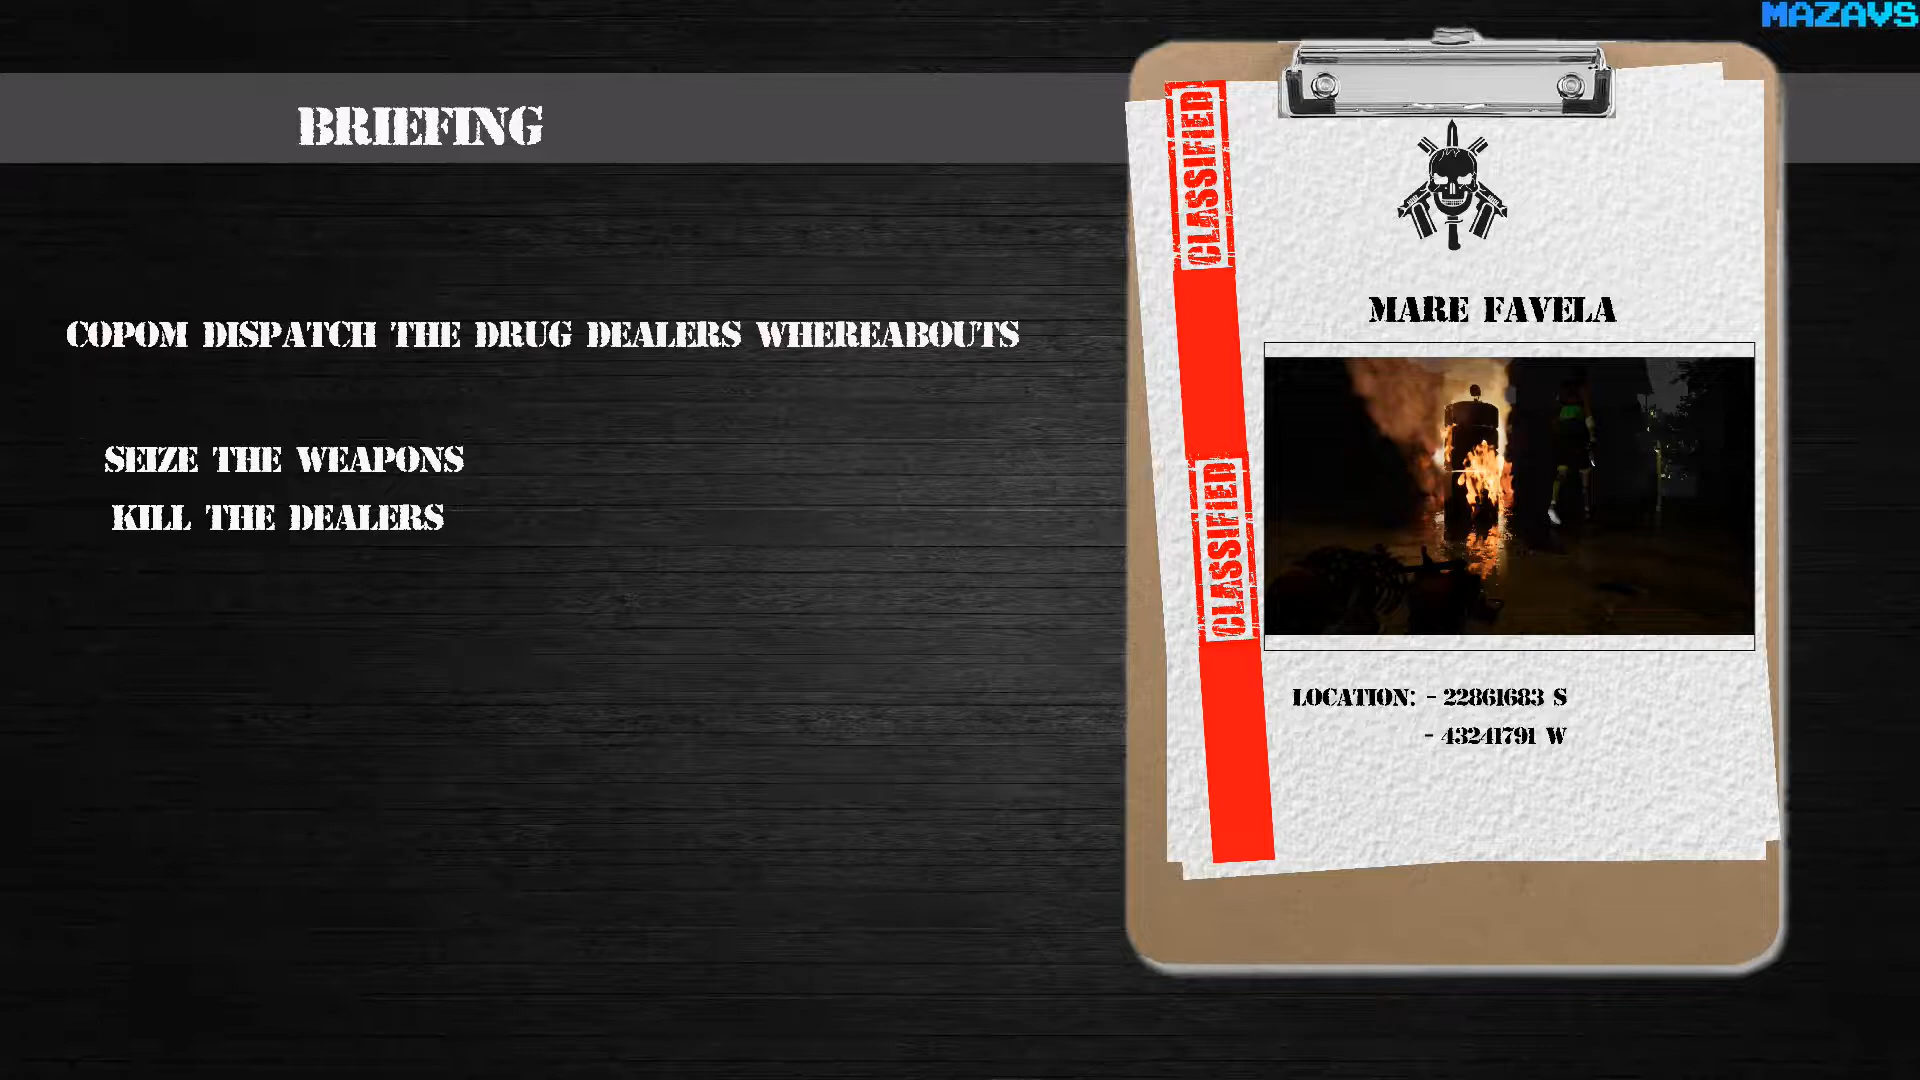 MAZAVS
BRIEFING
COPOM DISPATCH THE DRUG DEALERS WHEREABOUTS
SEIZE THE WEAPONS
KILL THE DEALERS
CLASSIFIED
CLASSIFIED
MARE FAVELA
LOCATION: - 22861683 S
- 43241791 W